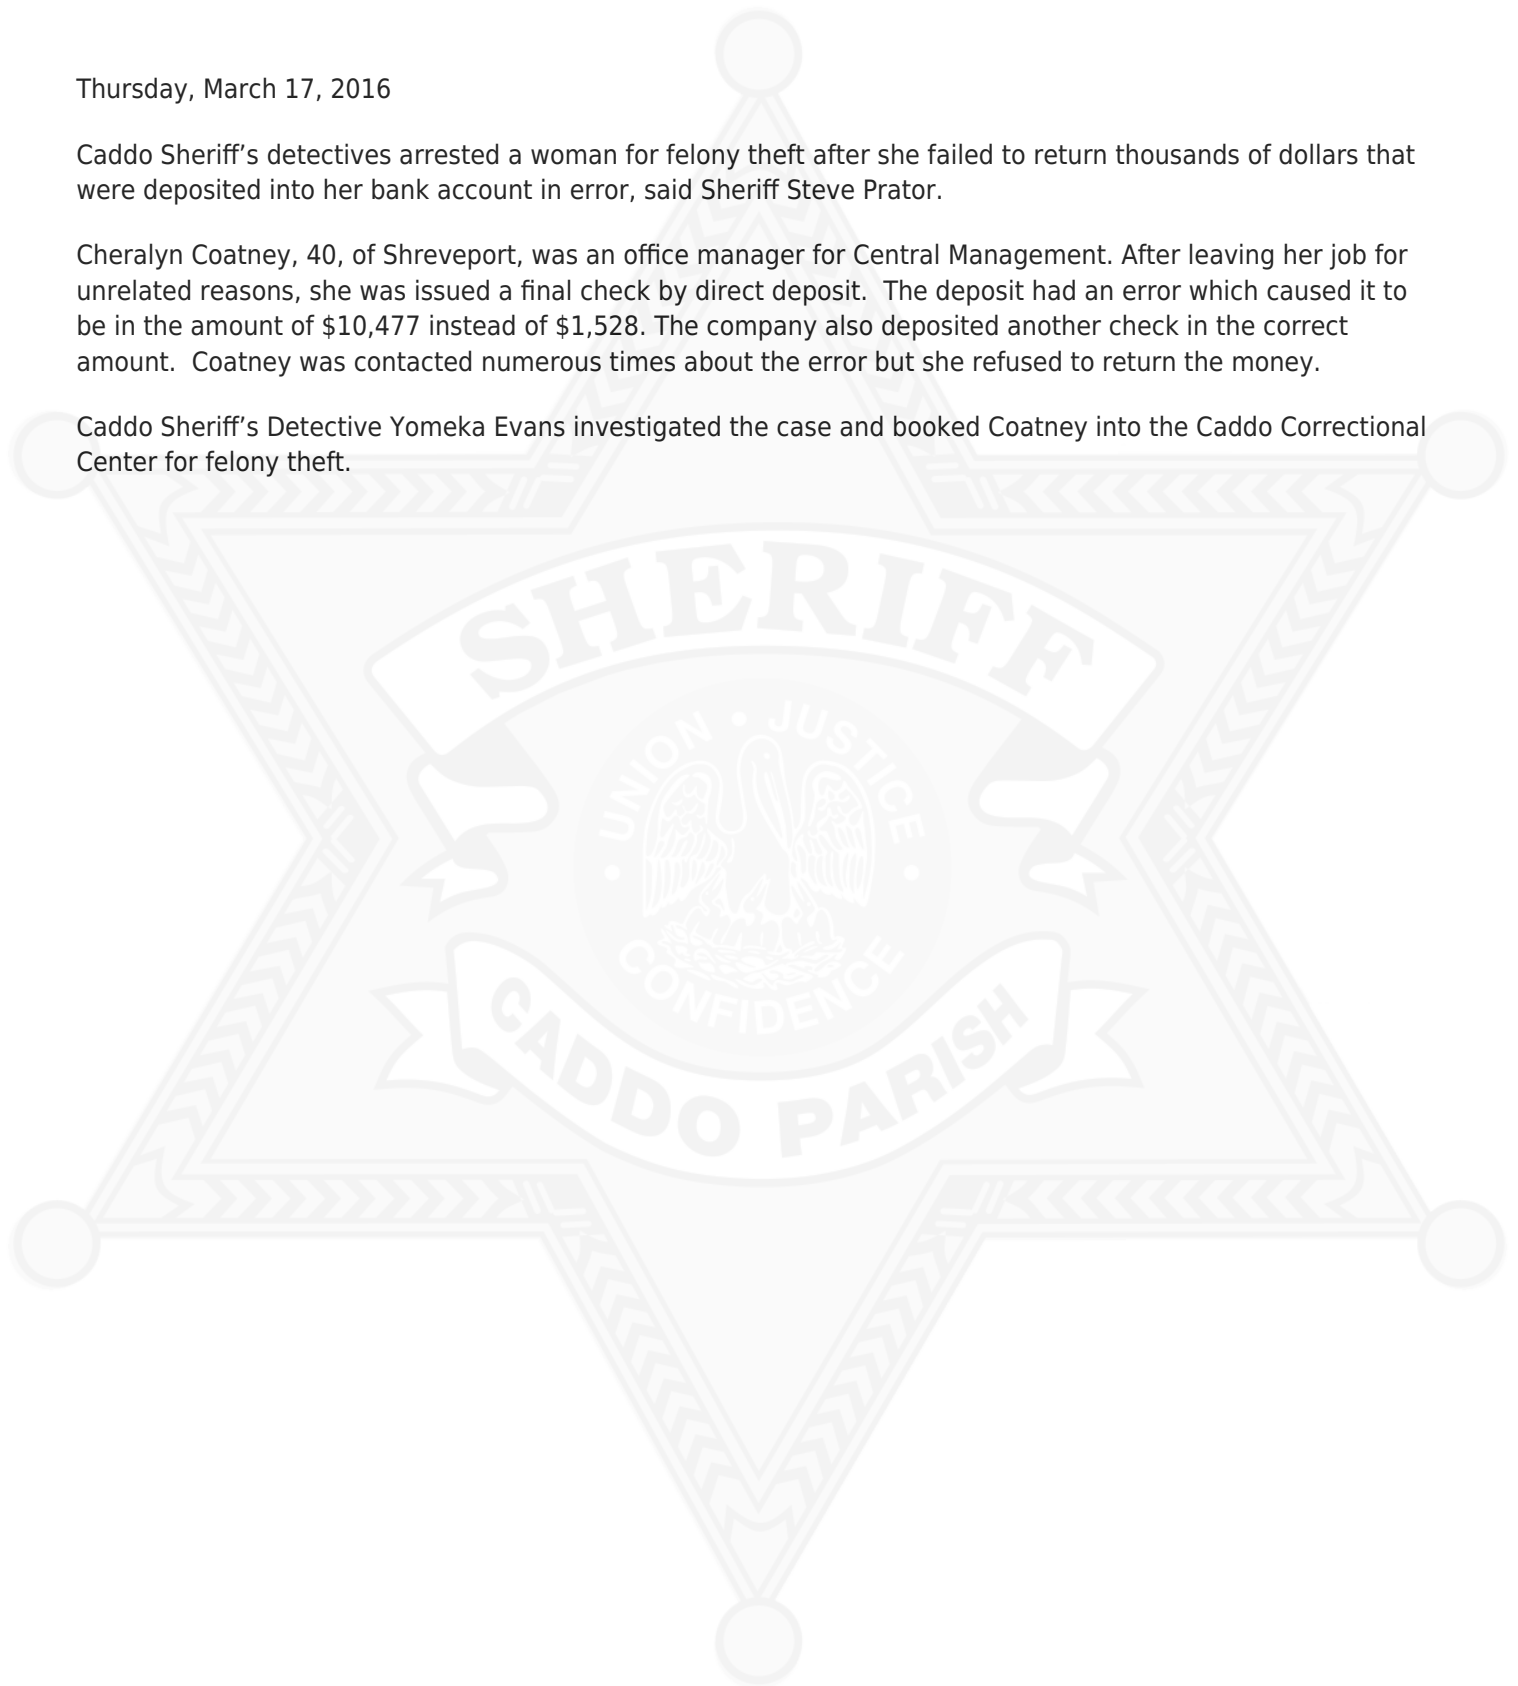 Thursday, March 17, 2016
Caddo Sheriff’s detectives arrested a woman for felony theft after she failed to return thousands of dollars that
were deposited into her bank account in error, said Sheriff Steve Prator.
Cheralyn Coatney, 40, of Shreveport, was an office manager for Central Management. After leaving her job for
unrelated reasons, she was issued a final check by direct deposit.  The deposit had an error which caused it to
be in the amount of $10,477 instead of $1,528. The company also deposited another check in the correct
amount.  Coatney was contacted numerous times about the error but she refused to return the money.
Caddo Sheriff’s Detective Yomeka Evans investigated the case and booked Coatney into the Caddo Correctional
Center for felony theft.
SHERIFF
UNION • JUSTICE
• CONFIDENCE •
CADDO PARISH